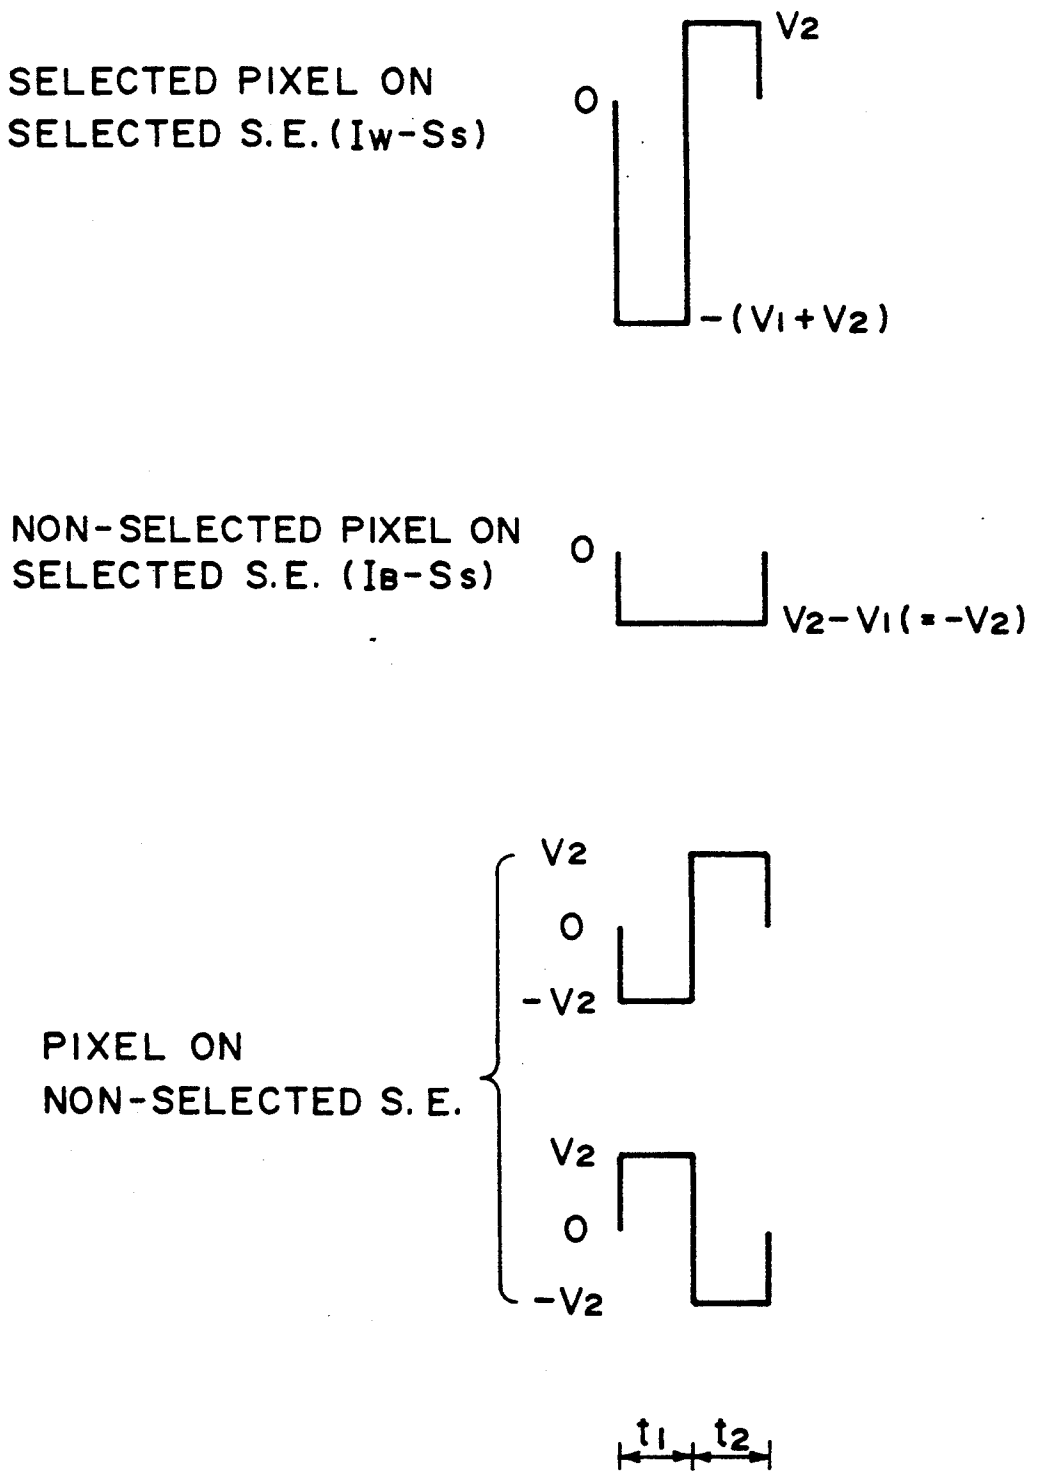 V2
SELECTED PIXEL ON
0
SELECTED S.E. (IW-SS)
-(V1+V2)
NON-SELECTED PIXEL ON
0
SELECTED S.E. (IB-SS)
V2-V1(=-V2)
V2
0
-V2
PIXEL ON
NON-SELECTED S.E.
V2
0
-V2
t1 t2